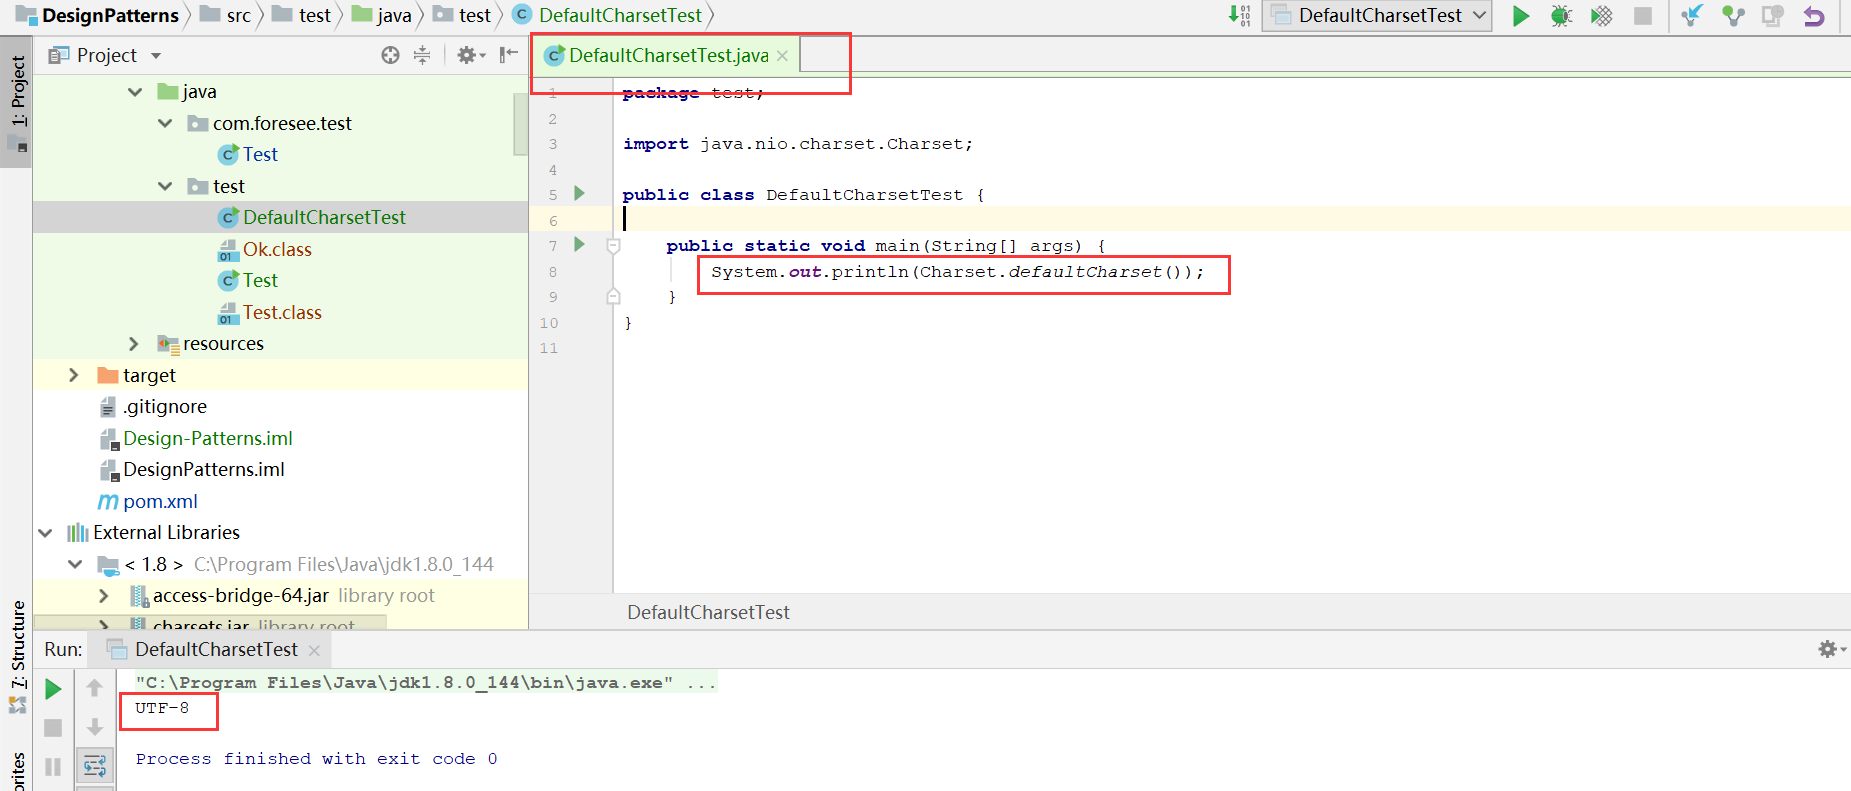 DesignPatterns src test java test DefaultCharsetTest
DefaultCharsetTest
1: Project
Project
java
com.foresee.test
Test
test
DefaultCharsetTest
Ok.class
Test
Test.class
resources
target
.gitignore
Design-Patterns.iml
DesignPatterns.iml
pom.xml
External Libraries
< 1.8 > C:\Program Files\Java\jdk1.8.0_144
access-bridge-64.jar library root
charsets.jar library root
DefaultCharsetTest.java
1 package test;
2
3 import java.nio.charset.Charset;
4
5 public class DefaultCharsetTest {
6
7 public static void main(String[] args) {
8 System.out.println(Charset.defaultCharset());
9 }
10 }
11
DefaultCharsetTest
7: Structure
orites
Run: DefaultCharsetTest
"C:\Program Files\Java\jdk1.8.0_144\bin\java.exe" ...
UTF-8
Process finished with exit code 0